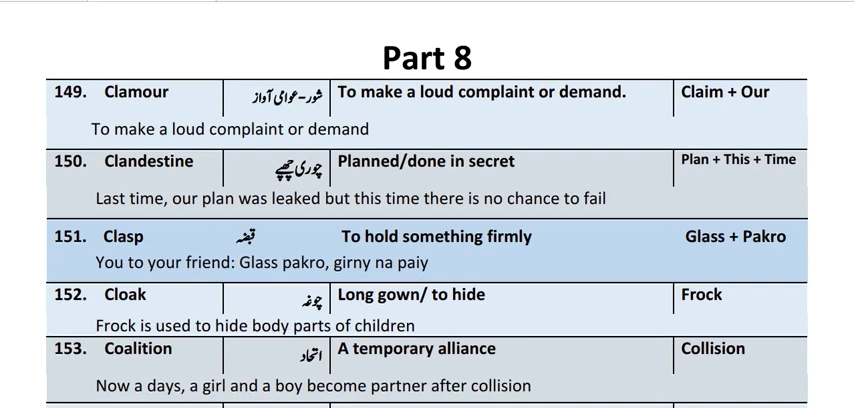 Part 8
149. Clamour شور-عوامی آواز To make a loud complaint or demand. Claim + Our
To make a loud complaint or demand
150. Clandestine چوری چھپے Planned/done in secret Plan + This + Time
Last time, our plan was leaked but this time there is no chance to fail
151. Clasp قبضہ To hold something firmly Glass + Pakro
You to your friend: Glass pakro, girny na paiy
152. Cloak چوغہ Long gown/ to hide Frock
Frock is used to hide body parts of children
153. Coalition اتحاد A temporary alliance Collision
Now a days, a girl and a boy become partner after collision